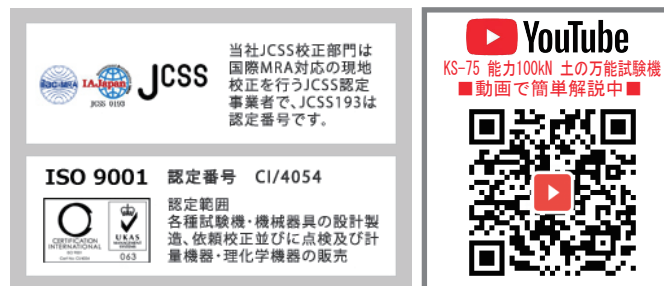 ilac-MRA
IAJapan
JCSS
JCSS 0193
当社JCSS校正部門は
国際MRA対応の現地
校正を行うJCSS認定
事業者で、JCSS193は
認定番号です。
ISO 9001 認定番号 CI/4054
CERTIFICATION
INTERNATIONAL
UKAS
MANAGEMENT
SYSTEMS
063
認定範囲
各種試験機・機械器具の設計製
造、依頼校正並びに点検及び計
量機器・理化学機器の販売
YouTube
KS-75 能力100kN 土の万能試験機
■動画で簡単解説中■